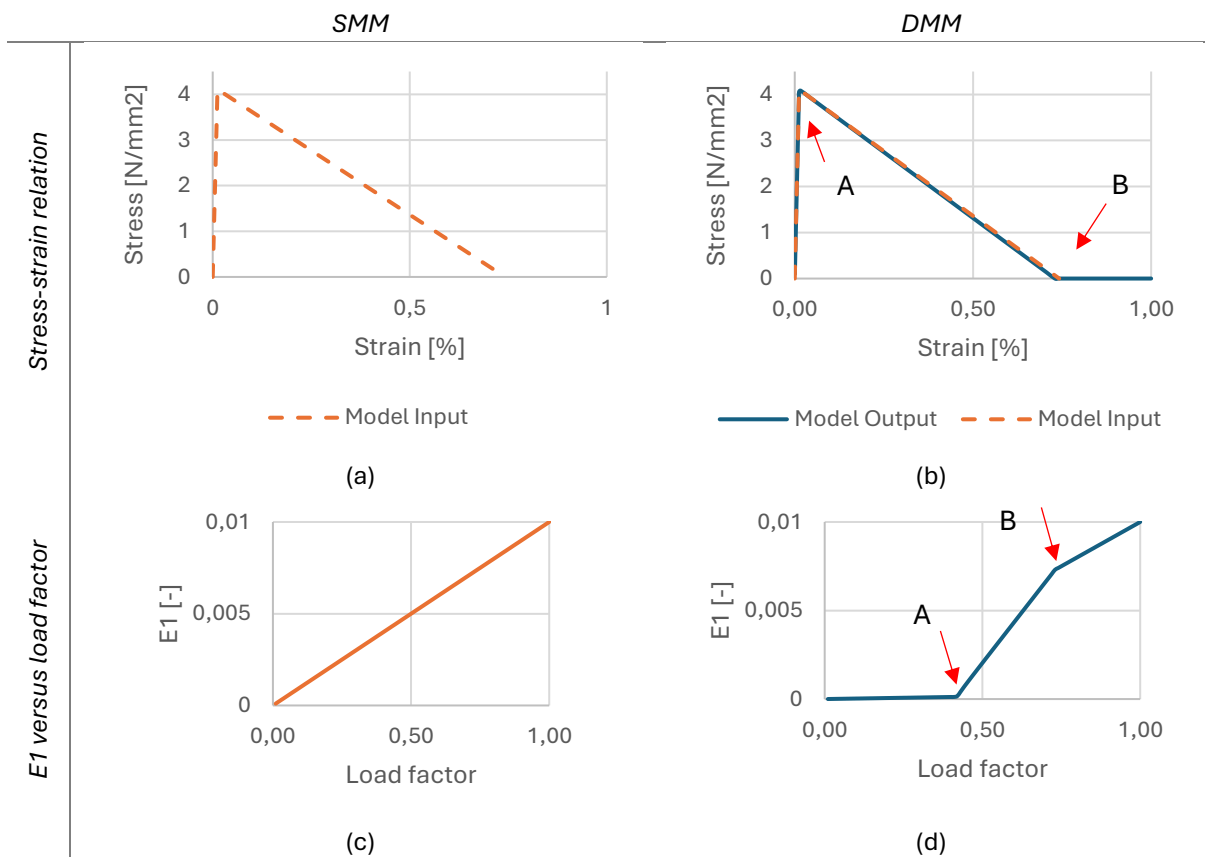 SMM
DMM
Stress-strain relation
Stress [N/mm2]
4
3
2
1
0
0
0,5
1
Strain [%]
Model Input
(a)
Stress [N/mm2]
4
3
2
1
0
A
B
0,00
0,50
1,00
Strain [%]
Model Output
Model Input
(b)
E1 versus load factor
E1 [-]
0,01
0,005
0
0,00
0,50
1,00
Load factor
(c)
E1 [-]
0,01
0,005
0
A
B
0,00
0,50
1,00
Load factor
(d)